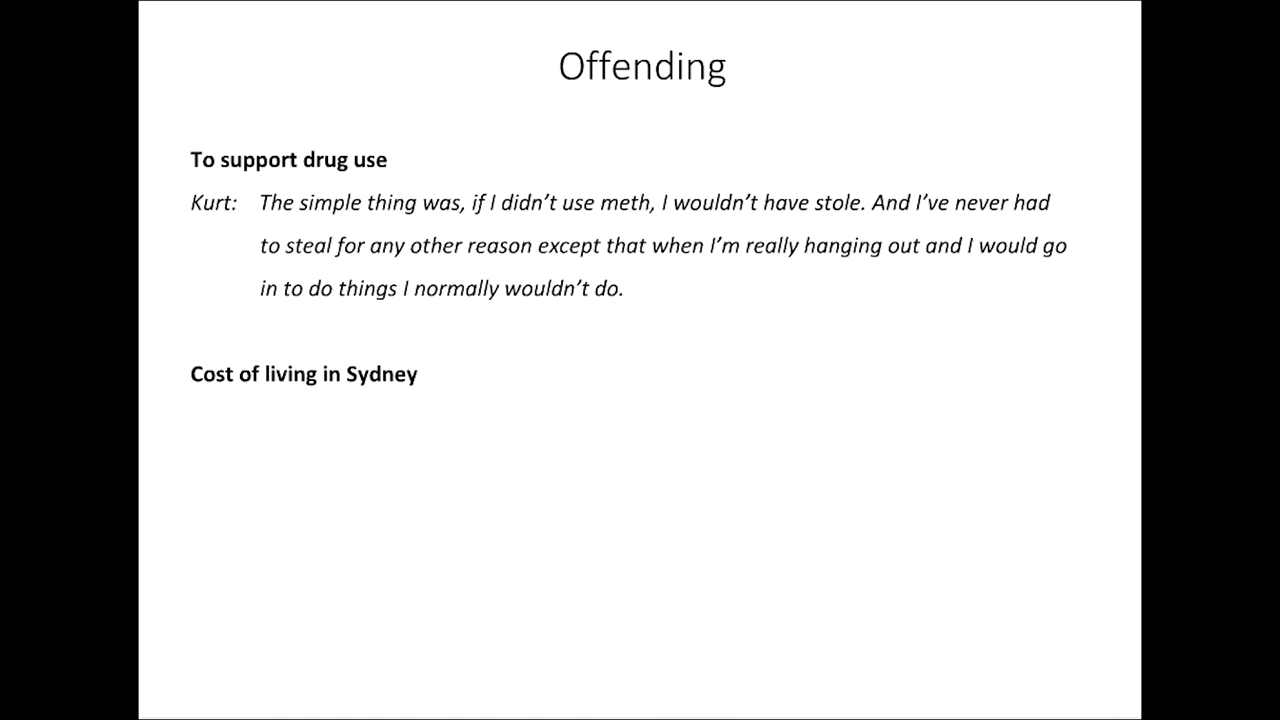 Offending
To support drug use
Kurt: The simple thing was, if I didn’t use meth, I wouldn’t have stole. And I’ve never had
to steal for any other reason except that when I’m really hanging out and I would go
in to do things I normally wouldn’t do.
Cost of living in Sydney